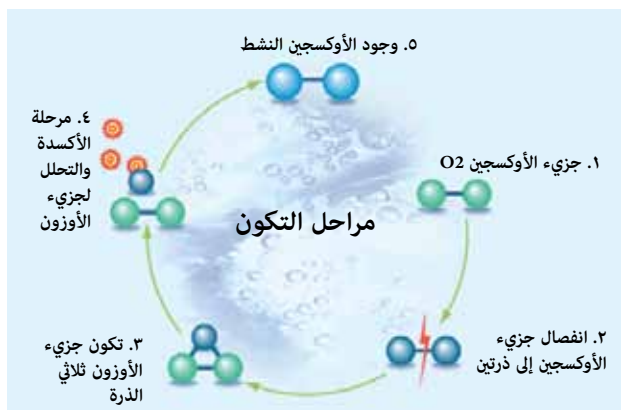 ٥. وجود الأوكسجين النشط
٤. مرحلة
الأكسدة
والتحلل
لجزيء
الأوزون
١. جزيء الأوكسجين O2
مراحل التكون
٢. انفصال جزيء
الأوكسجين إلى ذرتين
٣. تكون جزيء
الأوزون ثلاثي
الذرة